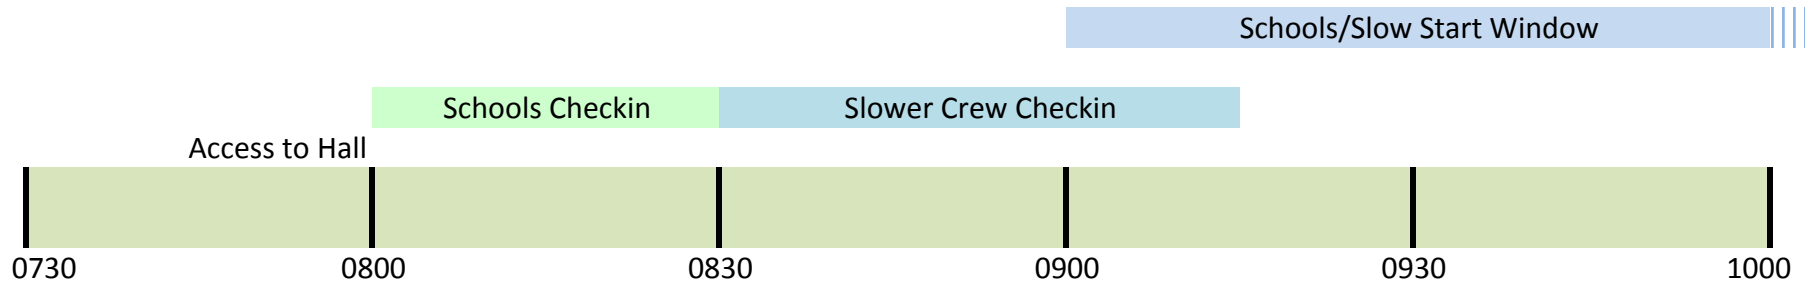 Schools/Slow Start Window
Schools Checkin
Slower Crew Checkin
Access to Hall
0730
0800
0830
0900
0930
1000